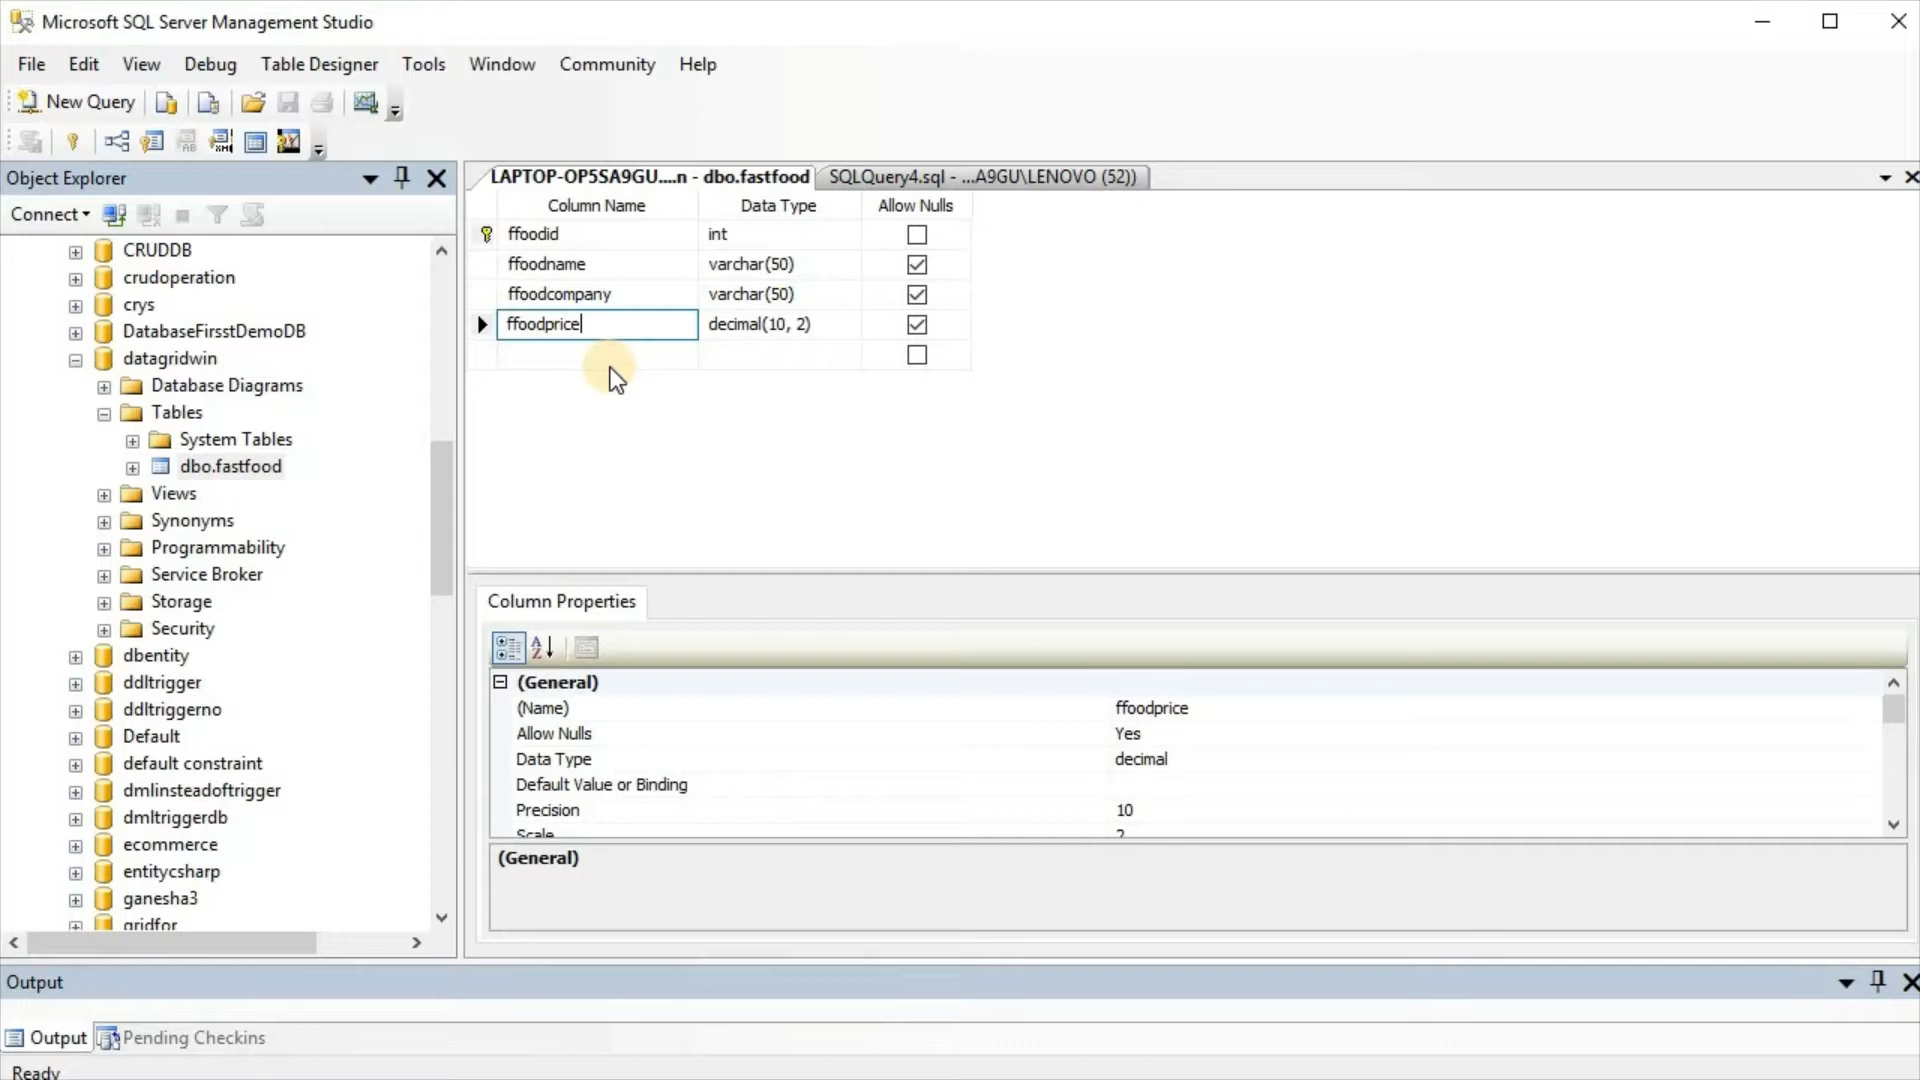 Microsoft SQL Server Management Studio
File Edit View Debug Table Designer Tools Window Community Help
New Query
Object Explorer
Connect
CRUDDB
crudoperation
crys
DatabaseFirsstDemoDB
datagridwin
Database Diagrams
Tables
System Tables
dbo.fastfood
Views
Synonyms
Programmability
Service Broker
Storage
Security
dbentity
ddltrigger
ddltriggerno
Default
default constraint
dmlinsteadoftrigger
dmltriggerdb
ecommerce
entitycsharp
ganesha3
gridfor
LAPTOP-OP5SA9GU....n - dbo.fastfood SQLQuery4.sql - ...A9GU\LENOVO (52))
Column Name Data Type Allow Nulls
ffoodid int
ffoodname varchar(50)
ffoodcompany varchar(50)
ffoodprice decimal(10, 2)
Column Properties
(General)
(Name) ffoodprice
Allow Nulls Yes
Data Type decimal
Default Value or Binding
Precision 10
Scale 2
(General)
Output
Output Pending Checkins
Ready